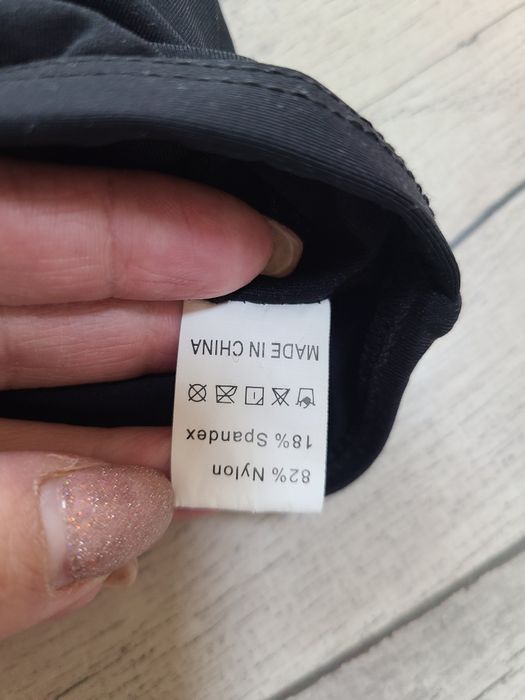 82% Nylon
18% Spandex
MADE IN CHINA